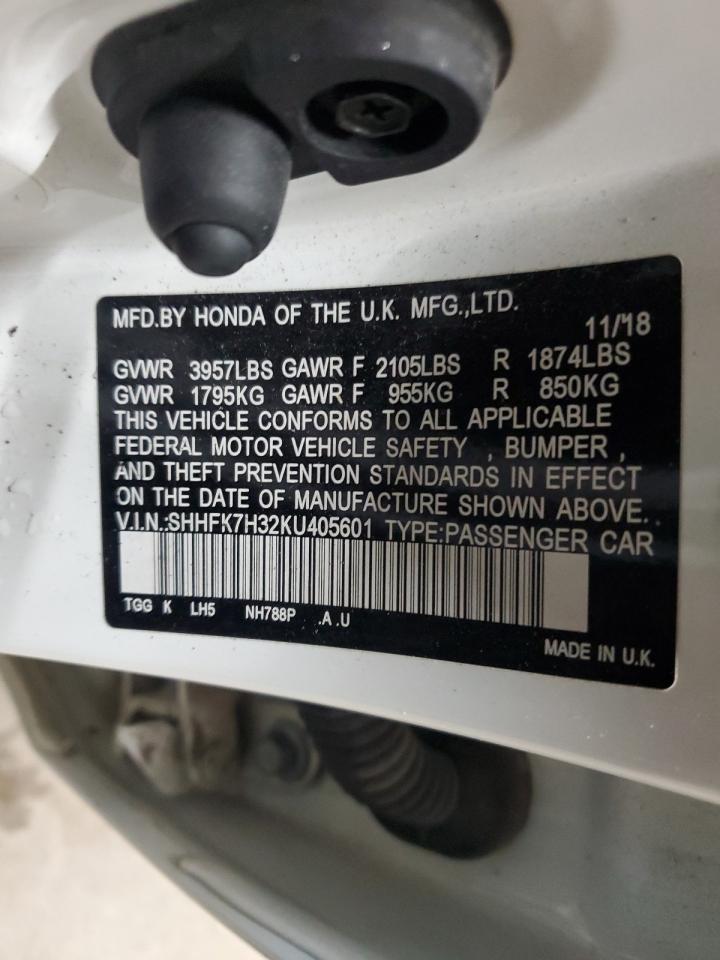 MFD.BY HONDA OF THE U.K. MFG.,LTD.
11/18
GVWR 3957LBS GAWR F 2105LBS R 1874LBS
GVWR 1795KG GAWR F 955KG R 850KG
THIS VEHICLE CONFORMS TO ALL APPLICABLE
FEDERAL MOTOR VEHICLE SAFETY , BUMPER ,
AND THEFT PREVENTION STANDARDS IN EFFECT
ON THE DATE OF MANUFACTURE SHOWN ABOVE.
V.I.N.:SHHFK7H32KU405601 TYPE:PASSENGER CAR
TGG K LH5 NH788P .A .U
MADE IN U.K.